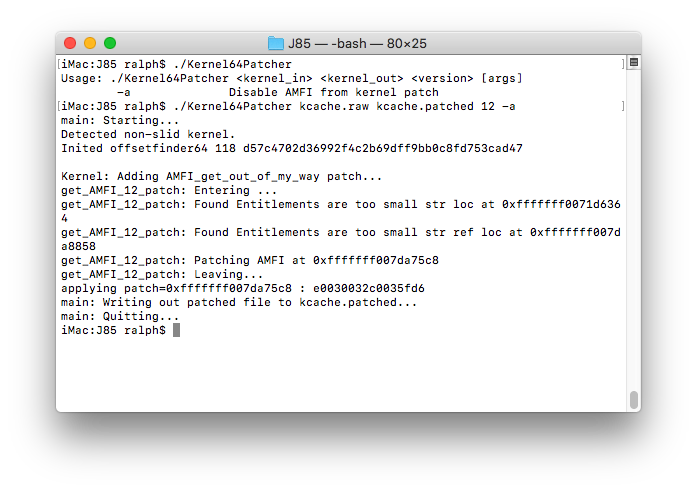 J85 — -bash — 80×25
[iMac:J85 ralph$ ./Kernel64Patcher ]
Usage: ./Kernel64Patcher <kernel_in> <kernel_out> <version> [args]
-a Disable AMFI from kernel patch
[iMac:J85 ralph$ ./Kernel64Patcher kcache.raw kcache.patched 12 -a ]
main: Starting...
Detected non-slid kernel.
Inited offsetfinder64 118 d57c4702d36992f4c2b69dff9bb0c8fd753cad47
Kernel: Adding AMFI_get_out_of_my_way patch...
get_AMFI_12_patch: Entering ...
get_AMFI_12_patch: Found Entitlements are too small str loc at 0xfffffff0071d636
4
get_AMFI_12_patch: Found Entitlements are too small str ref loc at 0xfffffff007d
a8858
get_AMFI_12_patch: Patching AMFI at 0xfffffff007da75c8
get_AMFI_12_patch: Leaving...
applying patch=0xfffffff007da75c8 : e0030032c0035fd6
main: Writing out patched file to kcache.patched...
main: Quitting...
iMac:J85 ralph$